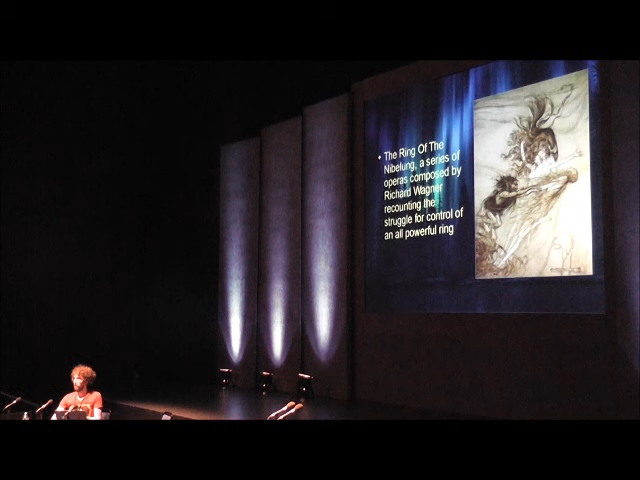 • The Ring Of The
Nibelung, a series of
operas composed by
Richard Wagner
recounting the
struggle for control of
an all powerful ring